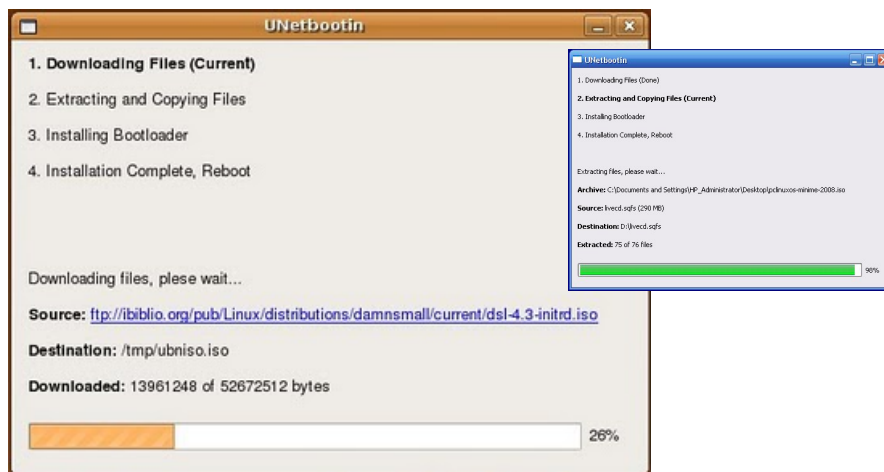 UNetbootin
1. Downloading Files (Current)
2. Extracting and Copying Files
3. Installing Bootloader
4. Installation Complete, Reboot
Downloading files, plese wait...
Source: ftp://ibiblio.org/pub/Linux/distributions/damnsmall/current/dsl-4.3-initrd.iso
Destination: /tmp/ubniso.iso
Downloaded: 13961248 of 52672512 bytes
26%
UNetbootin
1. Downloading Files (Done)
2. Extracting and Copying Files (Current)
3. Installing Bootloader
4. Installation Complete, Reboot
Extracting files, please wait...
Archive: C:\Documents and Settings\HP_Administrator\Desktop\pclinuxos-minime-2008.iso
Source: livecd.sqfs (290 MB)
Destination: D:\livecd.sqfs
Extracted: 75 of 76 files
98%